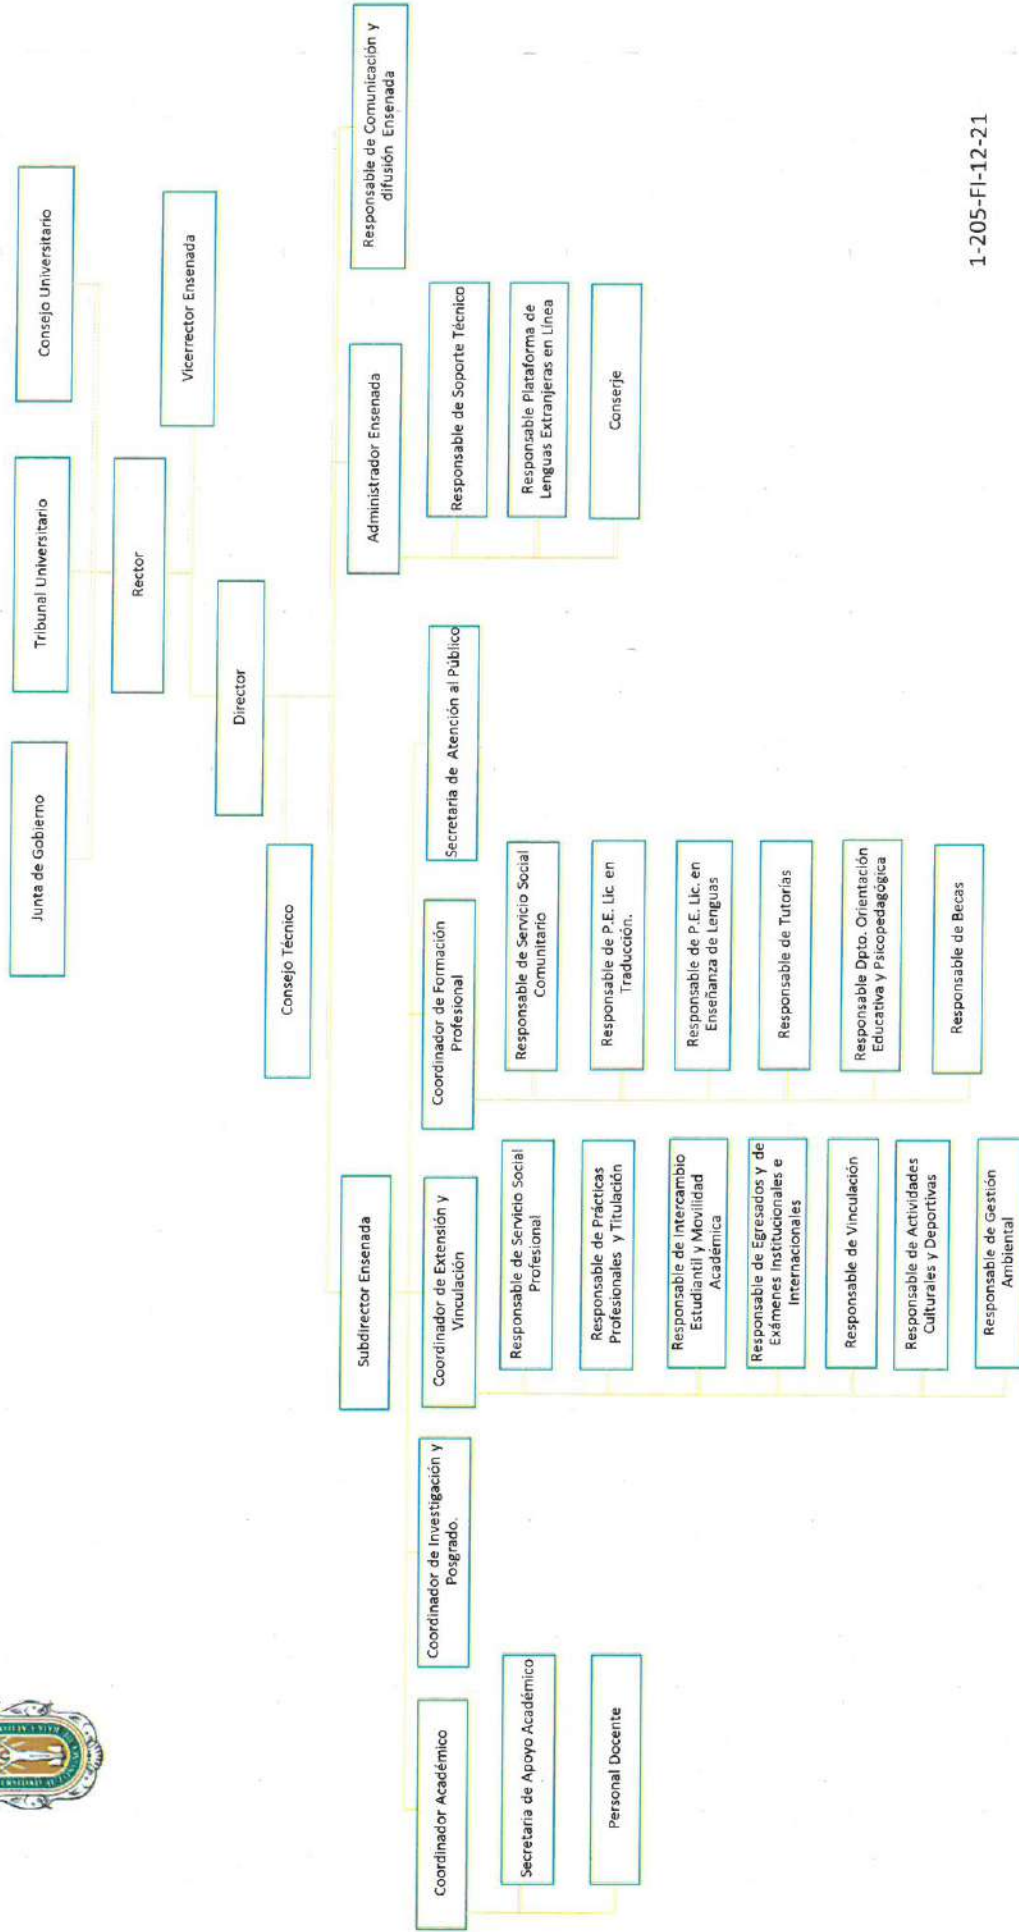 Junta de Gobierno
Tribunal Universitario
Consejo Universitario
Rector
Vicerrector Ensenada
Director
Consejo Técnico
Subdirector Ensenada
Administrador Ensenada
Responsable de Comunicación y
difusión Ensenada
Coordinador Académico
Coordinador de Investigación y
Posgrado.
Coordinador de Extensión y
Vinculación
Coordinador de Formación
Profesional
Secretaria de Atención al Público
Secretaria de Apoyo Académico
Personal Docente
Responsable de Servicio Social
Profesional
Responsable de Prácticas
Profesionales y Titulación
Responsable de Intercambio
Estudiantil y Movilidad
Académica
Responsable de Egresados y de
Exámenes Institucionales e
Internacionales
Responsable de Vinculación
Responsable de Actividades
Culturales y Deportivas
Responsable de Gestión
Ambiental
Responsable de Servicio Social
Comunitario
Responsable de P.E. Lic. en
Traducción.
Responsable de P.E. Lic. en
Enseñanza de Lenguas
Responsable de Tutorías
Responsable Dpto. Orientación
Educativa y Psicopedagógica
Responsable de Becas
Responsable de Soporte Técnico
Responsable Plataforma de
Lenguas Extranjeras en Línea
Conserje
1-205-FI-12-21